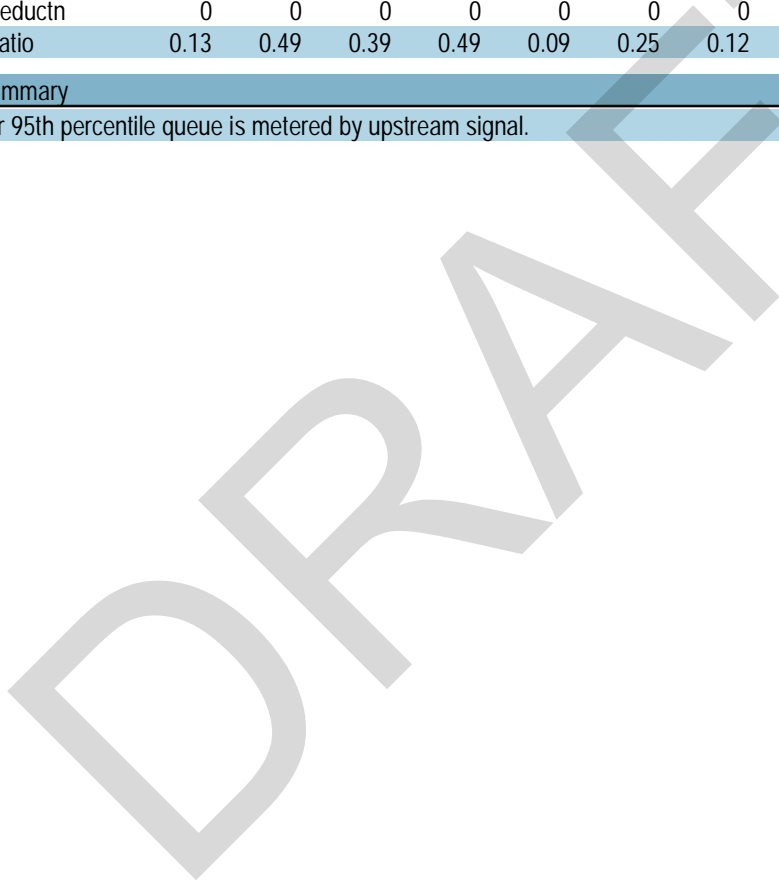 eductn 0 0 0 0 0 0 0
atio 0.13 0.49 0.39 0.49 0.09 0.25 0.12
mmary
r 95th percentile queue is metered by upstream signal.
DRAF